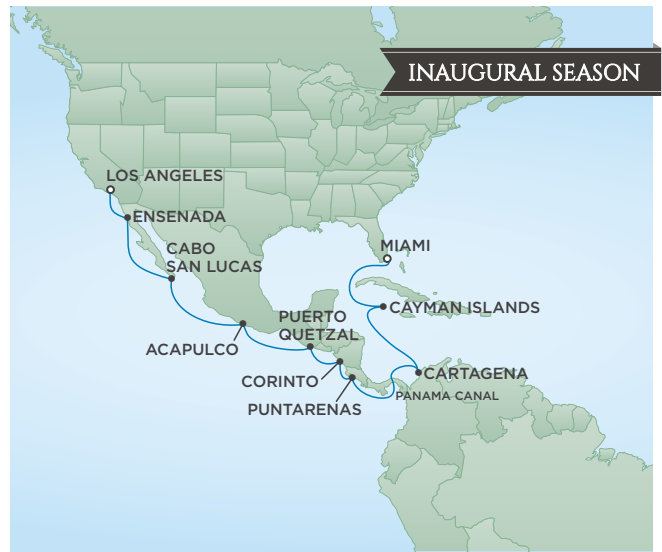 INAUGURAL SEASON
LOS ANGELES
ENSENADA
CABO
SAN LUCAS
MIAMI
CAYMAN ISLANDS
PUERTO
QUETZAL
ACAPULCO
CORINTO
CARTAGENA
PANAMA CANAL
PUNTARENAS